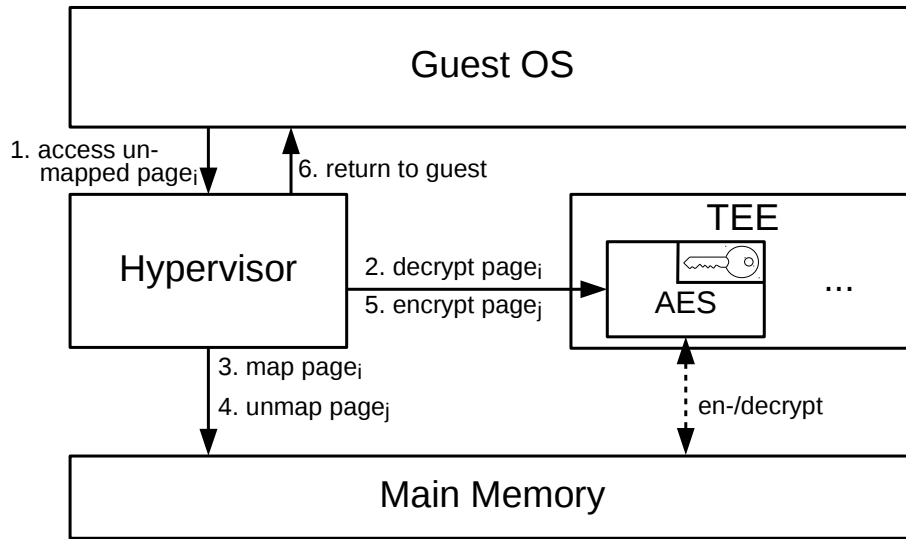 Guest OS
1. access un-
mapped pageᵢ
6. return to guest
Hypervisor
TEE
2. decrypt pageᵢ
5. encrypt pageⱼ
AES
...
3. map pageᵢ
4. unmap pageⱼ
en-/decrypt
Main Memory